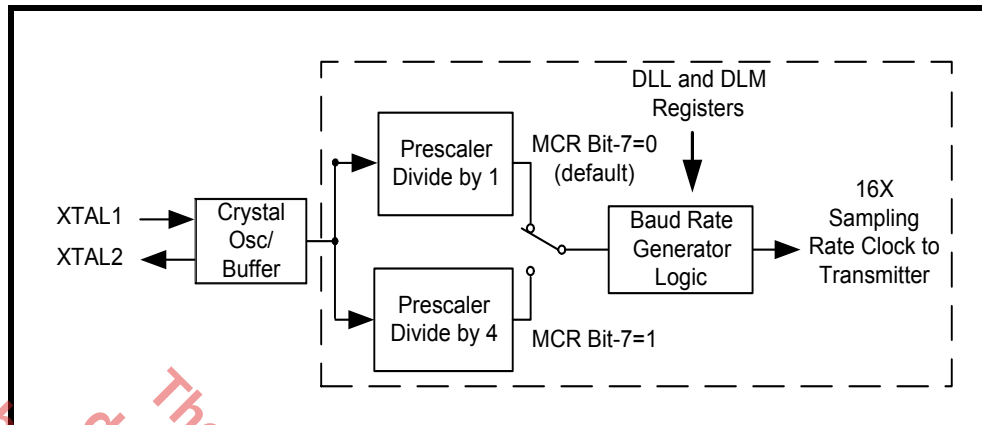 DLL and DLM
Registers
Prescaler
Divide by 1
MCR Bit-7=0
(default)
16X
Sampling
Rate Clock to
Transmitter
XTAL1
XTAL2
Crystal
Osc/
Buffer
Baud Rate
Generator
Logic
Prescaler
Divide by 4
MCR Bit-7=1
The